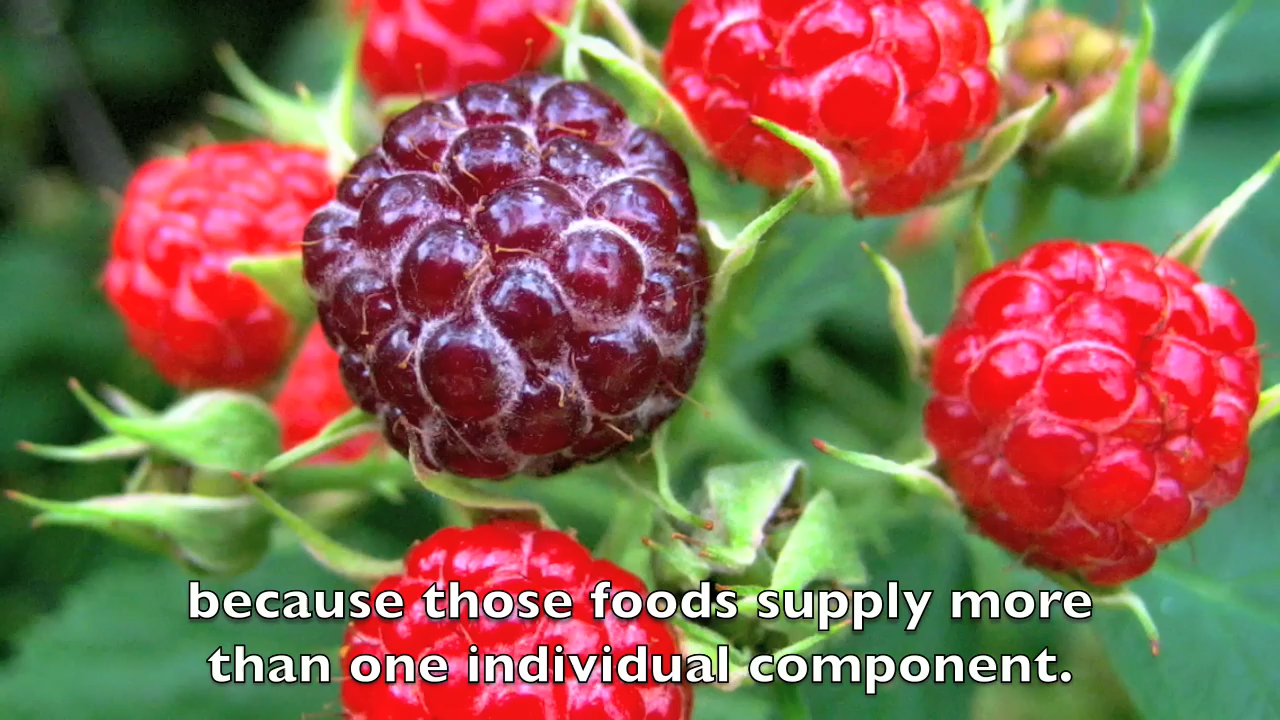 because those foods supply more
than one individual component.